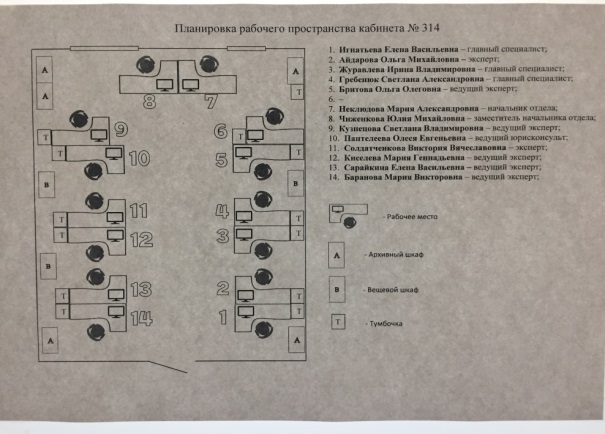 Планировка рабочего пространства кабинета № 314
1. Игнатьева Елена Васильевна – главный специалист;
2. Айдарова Ольга Михайловна – эксперт;
3. Журавлева Ирина Владимировна – главный специалист;
4. Гребенюк Светлана Александровна – главный специалист;
5. Бритова Ольга Олеговна – ведущий эксперт;
6. –
7. Неклюдова Мария Александровна – начальник отдела;
8. Чиженкова Юлия Михайловна – заместитель начальника отдела;
9. Кузнецова Светлана Владимировна – ведущий эксперт;
10. Пантелеева Олеся Евгеньевна – ведущий юрисконсульт;
11. Солдатченкова Виктория Вячеславовна – эксперт;
12. Киселева Мария Геннадьевна – ведущий эксперт;
13. Сарайкина Елена Васильевна – ведущий эксперт;
14. Баранова Мария Викторовна – ведущий эксперт;
А
А
8
7
А
Т
9
6
Т
Т
10
5
В
В
11
4
Т
Т
12
3
Т
Т
В
13
2
Т
Т
14
1
Т
Т
А
А
- Рабочее место
А - Архивный шкаф
В - Вещевой шкаф
Т - Тумбочка